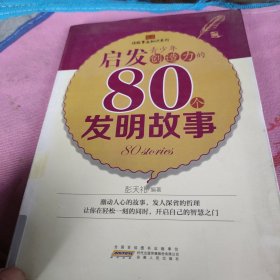 启发青少年创造力的
80个
发明故事
80 stories
彭天礼 编著
激动人心的故事，发人深省的哲理
让你在轻松一刻的同时，开启自己的智慧之门